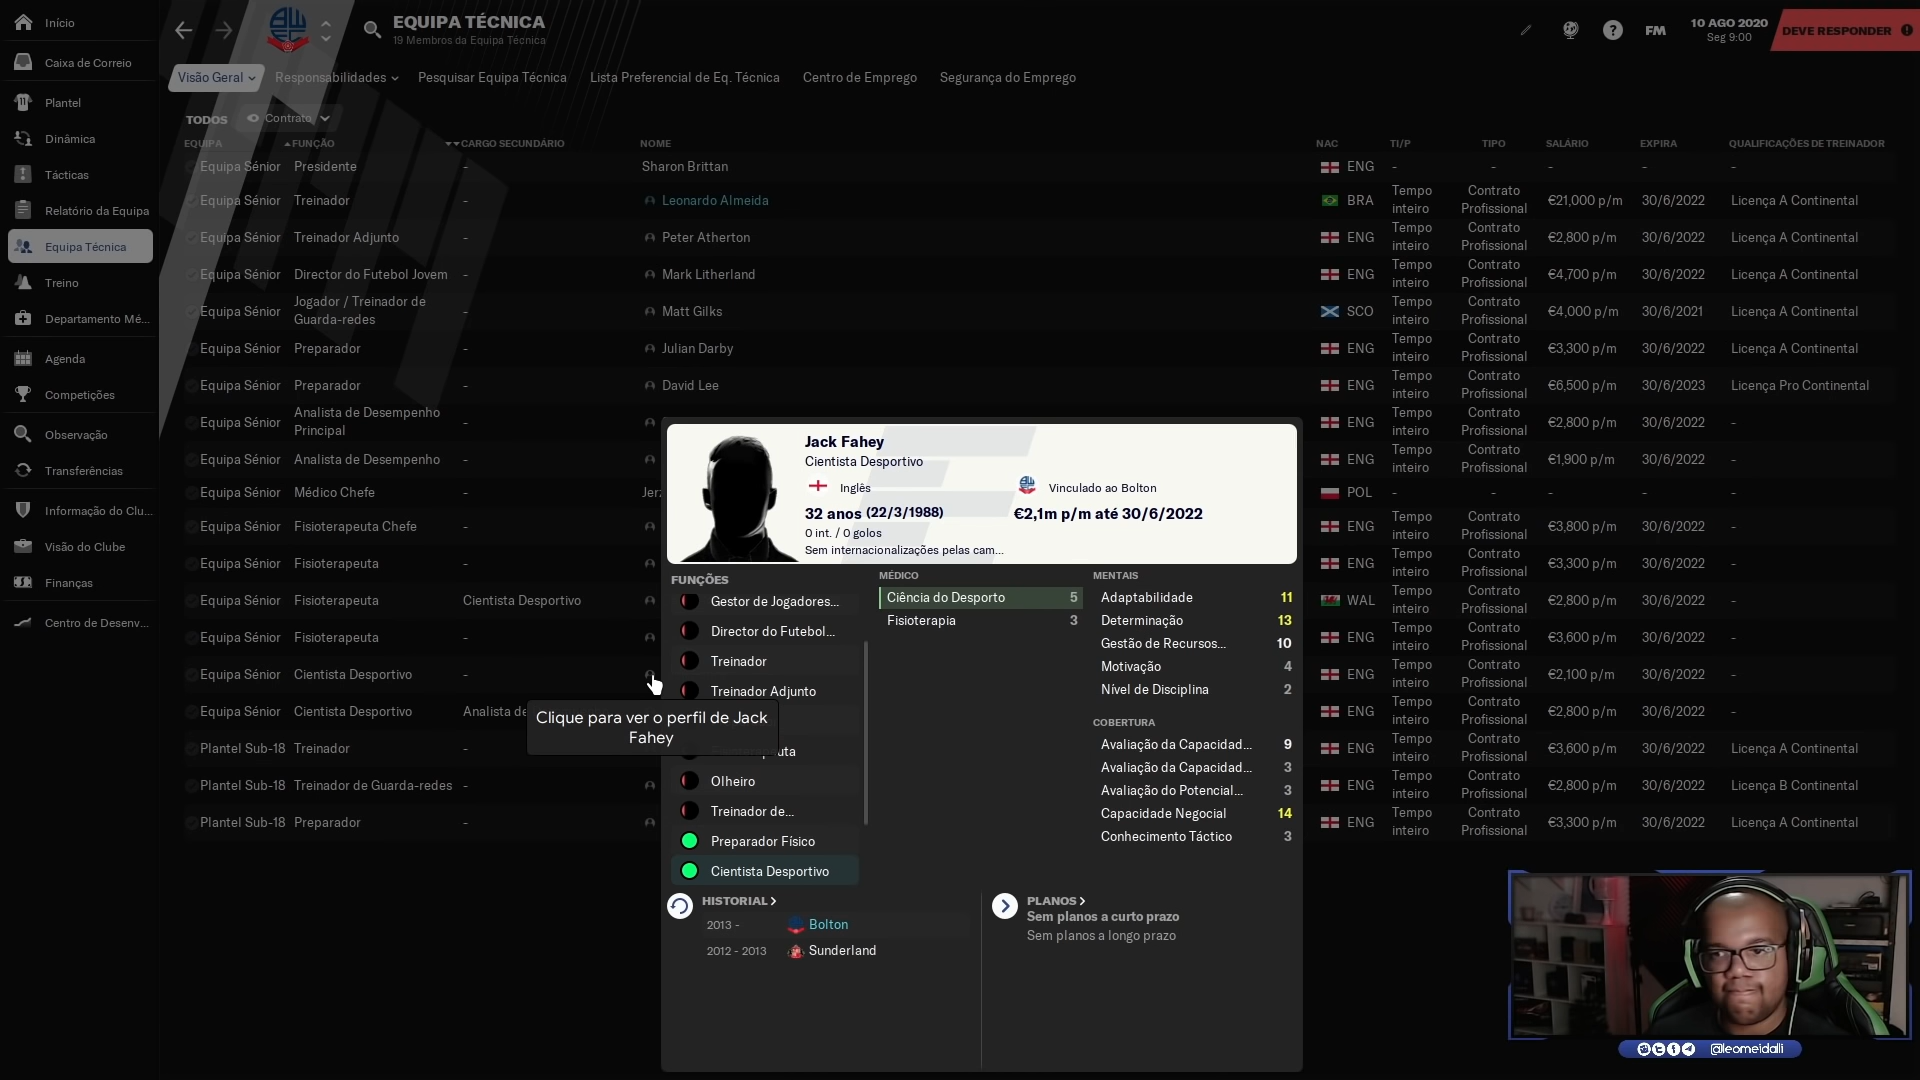 Início
Caixa de Correio
Plantel
Dinâmica
Tácticas
Relatório da Equipa
Equipa Técnica
Treino
Departamento Mé...
Agenda
Competições
Observação
Transferências
Informação do Clu...
Visão do Clube
Finanças
Centro de Desenv...
EQUIPA TÉCNICA
19 Membros da Equipa Técnica
FM
10 AGO 2020
Seg 9:00
DEVE RESPONDER
Visão Geral
Responsabilidades
Pesquisar Equipa Técnica
Lista Preferencial de Eq. Técnica
Centro de Emprego
Segurança do Emprego
TODOS
Contrato
EQUIPA FUNÇÃO CARGO SECUNDÁRIO NOME NAC TI/P TIPO SALÁRIO EXPIRA QUALIFICAÇÕES DE TREINADOR
Equipa Sénior Presidente - Sharon Brittan ENG - - - - -
Equipa Sénior Treinador - Leonardo Almeida BRA Tempo inteiro Contrato Profissional €21,000 p/m 30/6/2022 Licença A Continental
Equipa Sénior Treinador Adjunto - Peter Atherton ENG Tempo inteiro Contrato Profissional €2,800 p/m 30/6/2022 Licença A Continental
Equipa Sénior Director do Futebol Jovem - Mark Litherland ENG Tempo inteiro Contrato Profissional €4,700 p/m 30/6/2022 Licença A Continental
Equipa Sénior Jogador / Treinador de Guarda-redes - Matt Gilks SCO Tempo inteiro Contrato Profissional €4,000 p/m 30/6/2021 Licença A Continental
Equipa Sénior Preparador - Julian Darby ENG Tempo inteiro Contrato Profissional €3,300 p/m 30/6/2022 Licença A Continental
Equipa Sénior Preparador - David Lee ENG Tempo inteiro Contrato Profissional €6,500 p/m 30/6/2023 Licença Pro Continental
Equipa Sénior Analista de Desempenho Principal - ENG Tempo inteiro Contrato Profissional €2,800 p/m 30/6/2022 -
Equipa Sénior Analista de Desempenho - ENG Tempo inteiro Contrato Profissional €1,900 p/m 30/6/2022 -
Equipa Sénior Médico Chefe - POL - - - - -
Equipa Sénior Fisioterapeuta Chefe - ENG Tempo inteiro Contrato Profissional €3,800 p/m 30/6/2022 -
Equipa Sénior Fisioterapeuta - ENG Tempo inteiro Contrato Profissional €3,300 p/m 30/6/2022 -
Equipa Sénior Fisioterapeuta Cientista Desportivo WAL Tempo inteiro Contrato Profissional €2,800 p/m 30/6/2022 -
Equipa Sénior Fisioterapeuta - ENG Tempo inteiro Contrato Profissional €3,600 p/m 30/6/2022 -
Equipa Sénior Cientista Desportivo - ENG Tempo inteiro Contrato Profissional €2,100 p/m 30/6/2022 -
Equipa Sénior Cientista Desportivo Analista de ENG Tempo inteiro Contrato Profissional €2,800 p/m 30/6/2022 -
Plantel Sub-18 Treinador - ENG Tempo inteiro Contrato Profissional €3,600 p/m 30/6/2022 Licença A Continental
Plantel Sub-18 Treinador de Guarda-redes - ENG Tempo inteiro Contrato Profissional €2,800 p/m 30/6/2022 Licença B Continental
Plantel Sub-18 Preparador - ENG Tempo inteiro Contrato Profissional €3,300 p/m 30/6/2022 Licença A Continental
Clique para ver o perfil de Jack
Fahey
Jack Fahey
Cientista Desportivo
Inglês
Vinculado ao Bolton
32 anos (22/3/1988)
€2,1m p/m até 30/6/2022
0 int. / 0 golos
Sem internacionalizações pelas cam...
FUNÇÕES
Gestor de Jogadores...
Director do Futebol...
Treinador
Treinador Adjunto
Olheiro
Treinador de...
Preparador Físico
Cientista Desportivo
MÉDICO
Ciência do Desporto 5
Fisioterapia 3
MENTAIS
Adaptabilidade 11
Determinação 13
Gestão de Recursos... 10
Motivação 4
Nível de Disciplina 2
COBERTURA
Avaliação da Capacidad... 9
Avaliação da Capacidad... 3
Avaliação do Potencial... 3
Capacidade Negocial 14
Conhecimento Táctico 3
HISTORIAL
2013 - Bolton
2012 - 2013 Sunderland
PLANOS
Sem planos a curto prazo
Sem planos a longo prazo
@leomeidalli